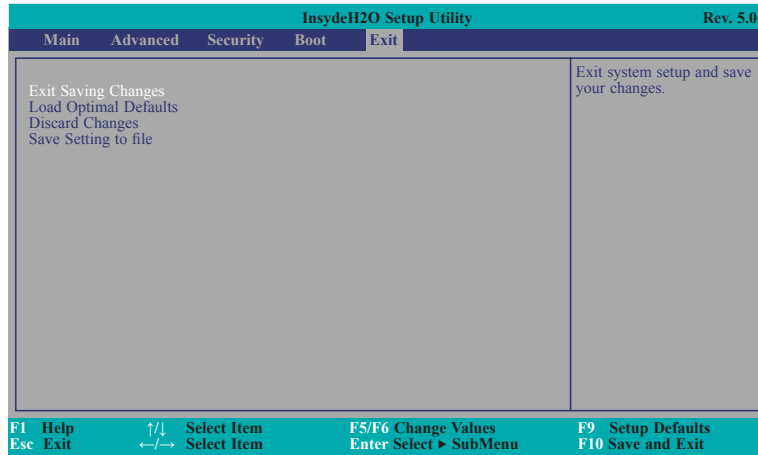 InsydeH2O Setup Utility Rev. 5.0
Main Advanced Security Boot Exit
Exit Saving Changes
Load Optimal Defaults
Discard Changes
Save Setting to file
Exit system setup and save
your changes.
F1 Help ↑/↓ Select Item F5/F6 Change Values F9 Setup Defaults
Esc Exit ←/→ Select Item Enter Select ▶ SubMenu F10 Save and Exit